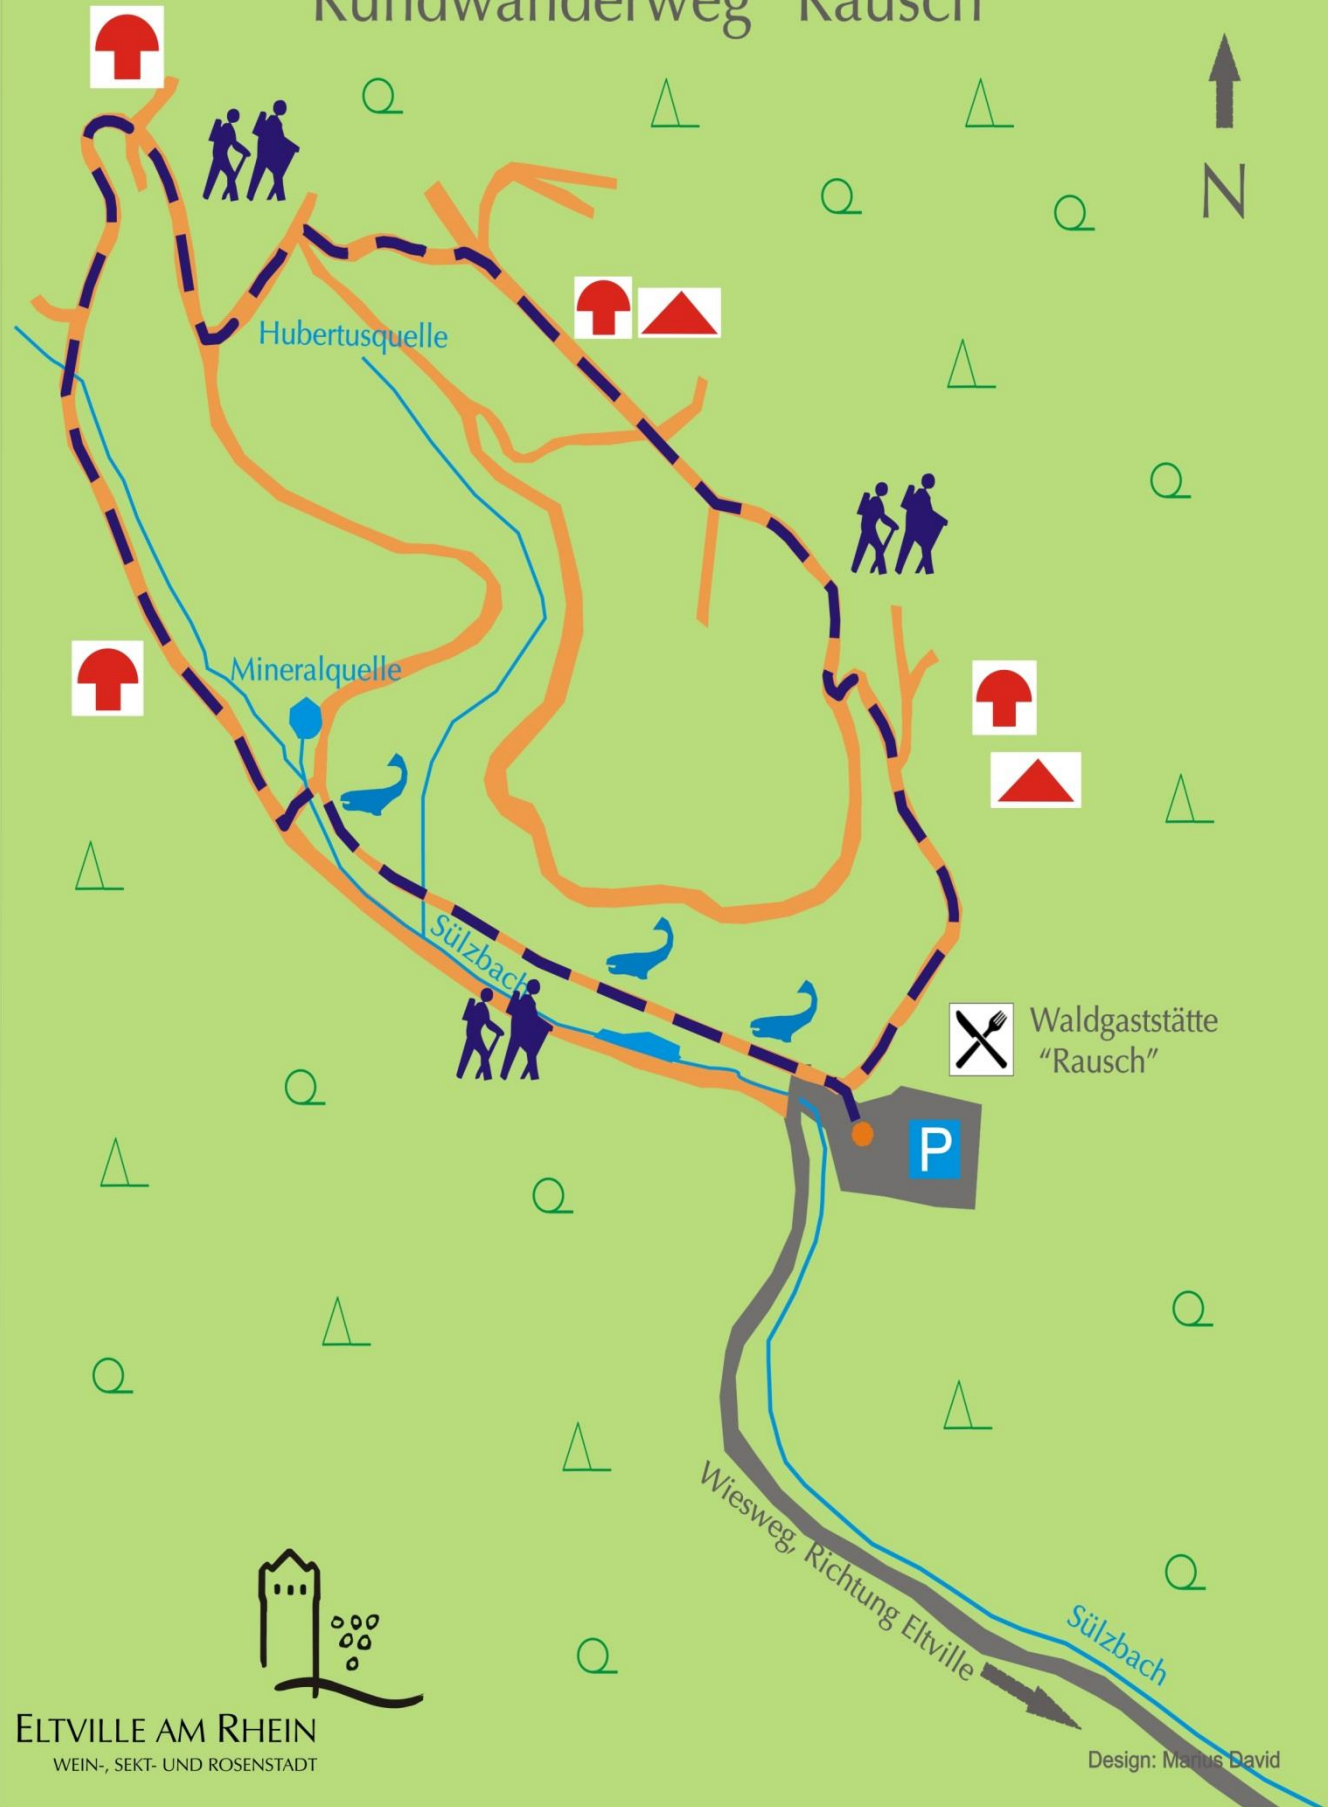 Rundwanderweg "Rausch"
N
Hubertusquelle
Mineralquelle
Sülzbach
Waldgaststätte
“Rausch”
P
Wiesweg, Richtung Eltville
Sülzbach
ELTVILLE AM RHEIN
WEIN-, SEKT- UND ROSENSTADT
Design: Marius David